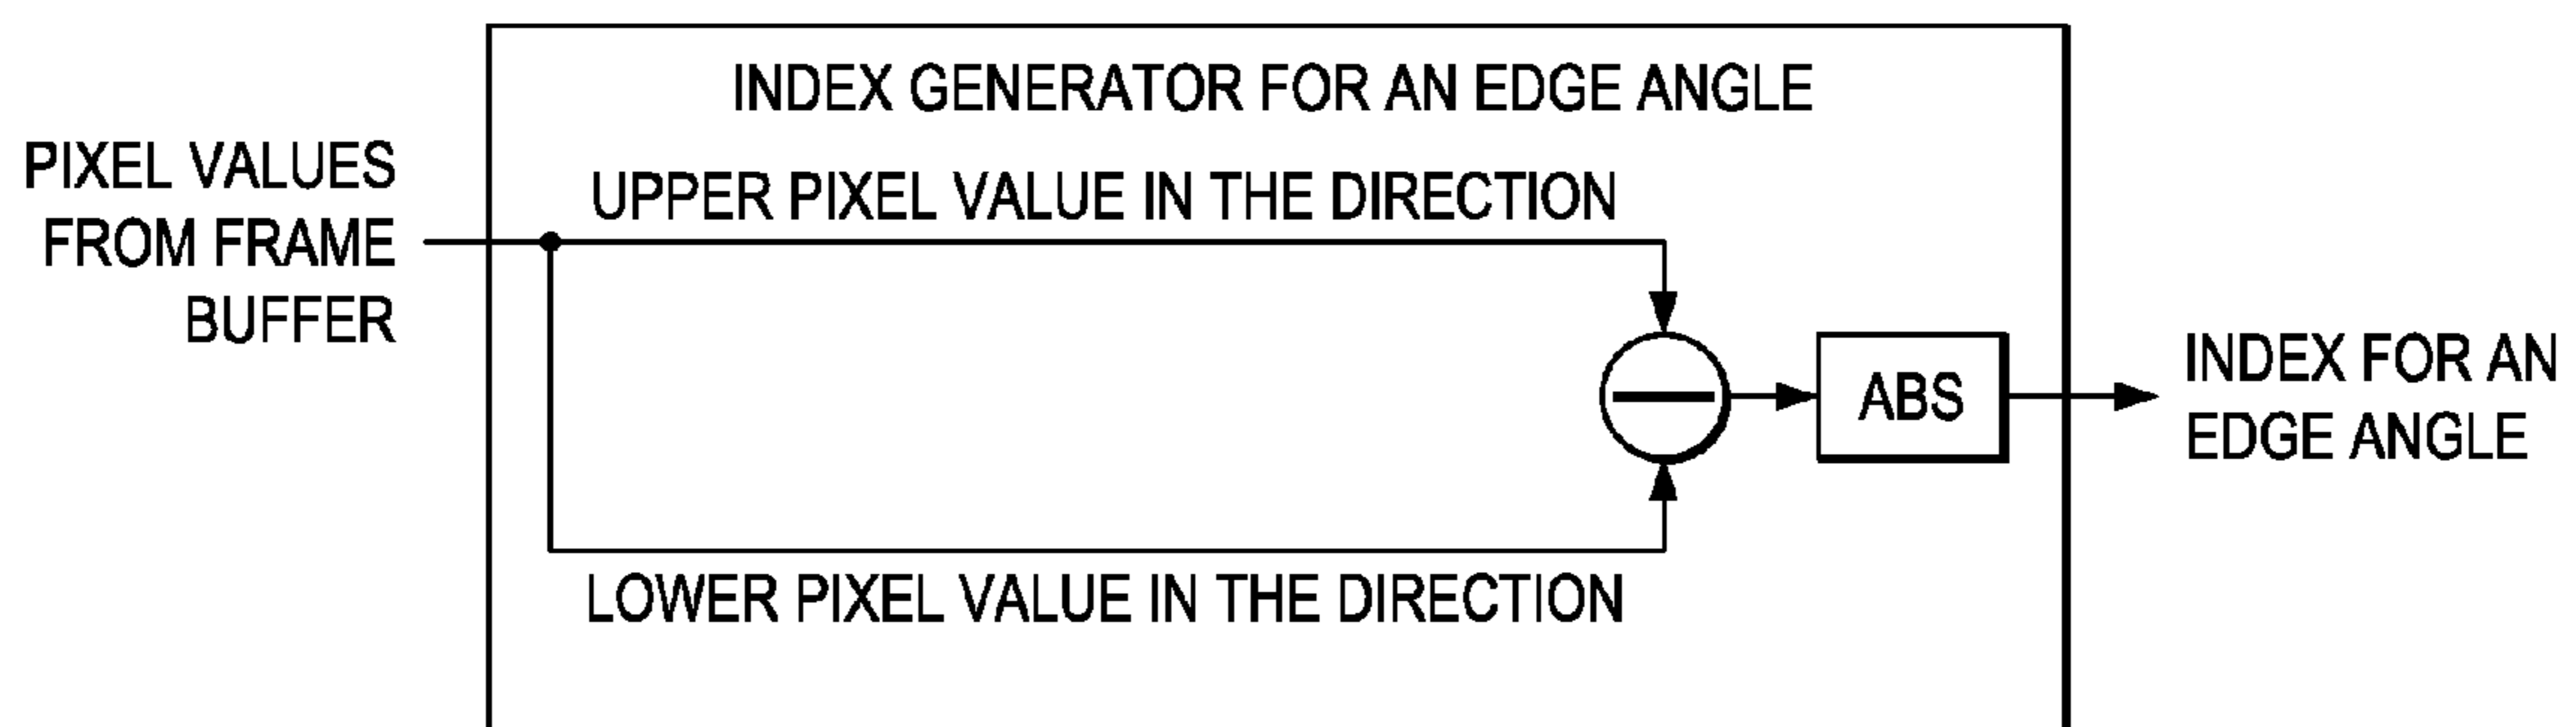 INDEX GENERATOR FOR AN EDGE ANGLE
PIXEL VALUES
FROM FRAME
BUFFER
UPPER PIXEL VALUE IN THE DIRECTION
ABS
INDEX FOR AN
EDGE ANGLE
LOWER PIXEL VALUE IN THE DIRECTION